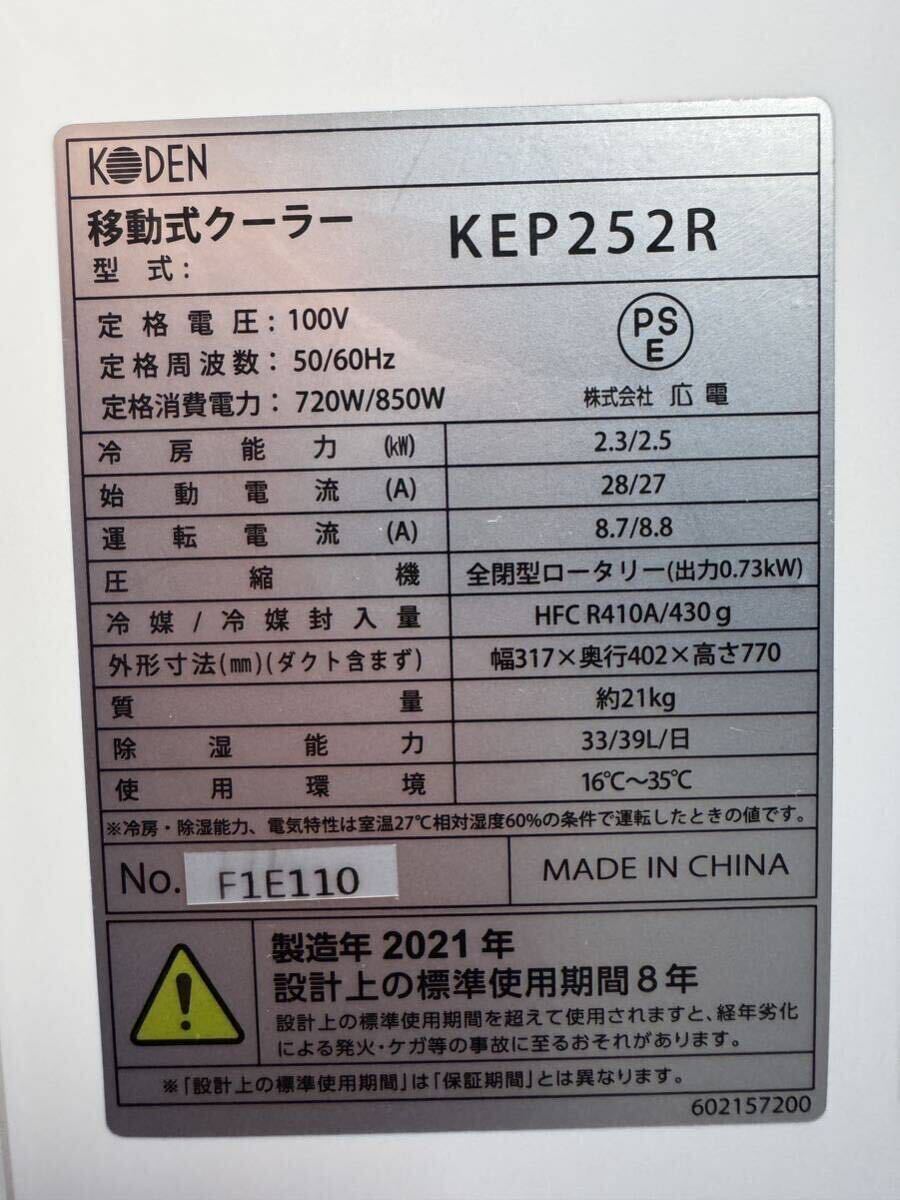 KODEN
移動式クーラー
型 式:
KEP252R
定格電圧: 100V
定格周波数: 50/60Hz
定格消費電力: 720W/850W
PS
E
株式会社 広電
冷房能力 (kW) 2.3/2.5
始動電流 (A) 28/27
運転電流 (A) 8.7/8.8
圧縮機 全閉型ロータリー(出力0.73kW)
冷媒/冷媒封入量 HFC R410A/430g
外形寸法(mm)(ダクト含まず) 幅317×奥行402×高さ770
質量 約21kg
除湿能力 33/39L/日
使用環境 16℃~35℃
※冷房・除湿能力、電気特性は室温27℃相対湿度60%の条件で運転したときの値です。
No. F1E110 MADE IN CHINA
製造年 2021年
設計上の標準使用期間8年
設計上の標準使用期間を超えて使用されますと、経年劣化
による発火・ケガ等の事故に至るおそれがあります。
※「設計上の標準使用期間」は「保証期間」とは異なります。
602157200